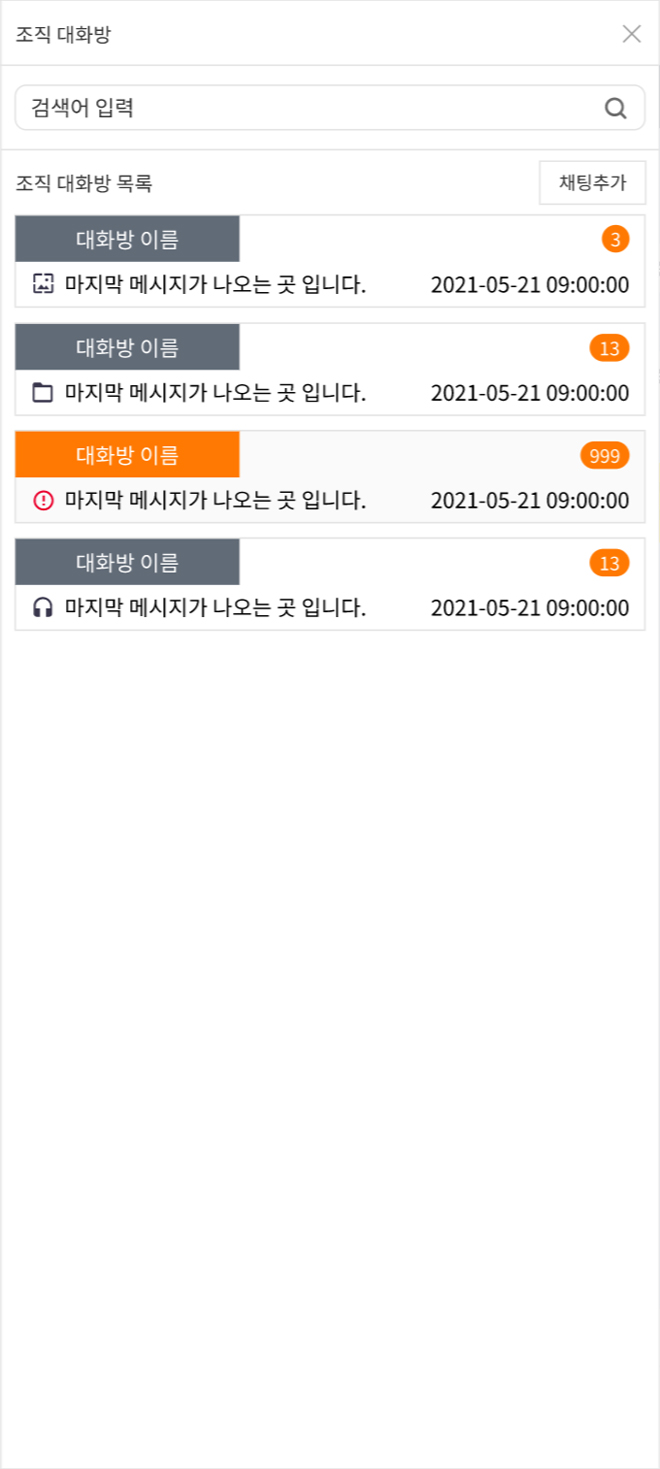 조직 대화방
검색어 입력
조직 대화방 목록 채팅추가
대화방 이름 3
마지막 메시지가 나오는 곳 입니다. 2021-05-21 09:00:00
대화방 이름 13
마지막 메시지가 나오는 곳 입니다. 2021-05-21 09:00:00
대화방 이름 999
마지막 메시지가 나오는 곳 입니다. 2021-05-21 09:00:00
대화방 이름 13
마지막 메시지가 나오는 곳 입니다. 2021-05-21 09:00:00